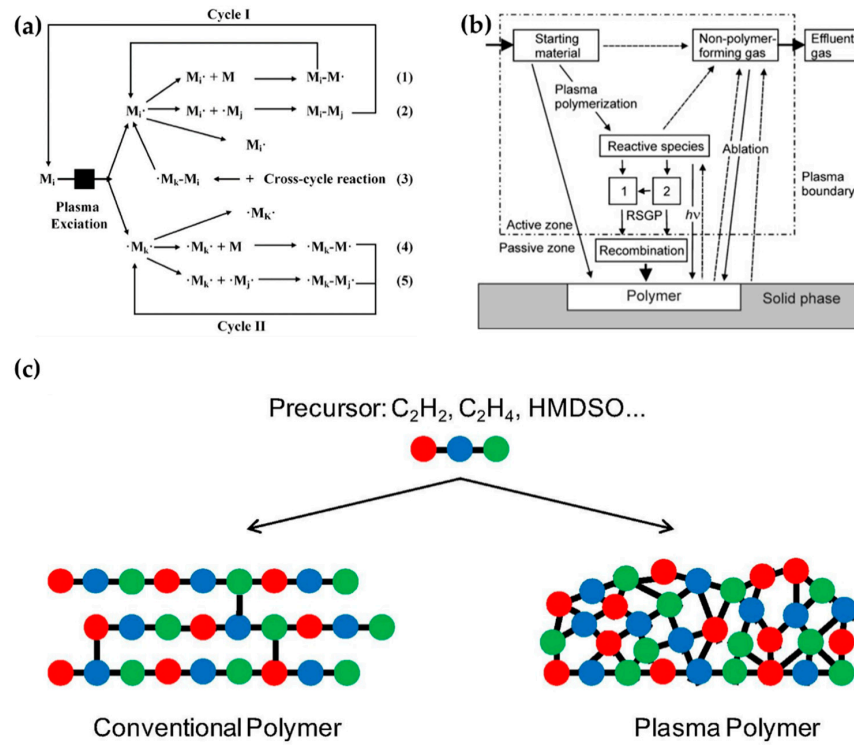 (a)
Cycle I
Mᵢ· + M Mᵢ-M· (1)
Mᵢ· Mᵢ· + ·Mⱼ Mᵢ-Mⱼ (2)
Mᵢ·
Mᵢ ·Mₖ-Mᵢ + Cross-cycle reaction (3)
Plasma
Exciation
·Mₖ·
·Mₖ· ·Mₖ· + M ·Mₖ-M· (4)
·Mₖ· + ·Mⱼ· ·Mₖ-Mⱼ· (5)
Cycle II
(b)
Starting
material
Non-polymer-
forming gas
Effluent
gas
Plasma
polymerization
Reactive species
Ablation
Plasma
boundary
1 2
RSGP
hν
Active zone
Passive zone
Recombination
Polymer
Solid phase
(c)
Precursor: C₂H₂, C₂H₄, HMDSO...
Conventional Polymer
Plasma Polymer